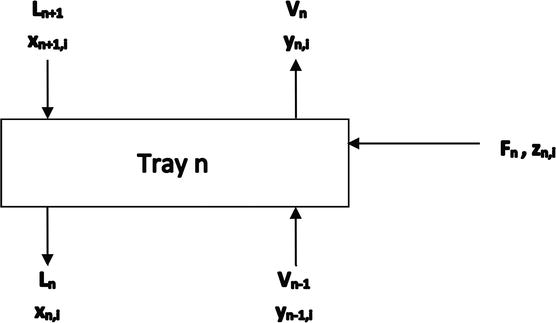 Lₙ₊₁
xₙ₊₁,ᵢ
Vₙ
yₙ,ᵢ
Tray n
Fₙ , zₙ,ᵢ
Lₙ
xₙ,ᵢ
Vₙ₋₁
yₙ₋₁,ᵢ